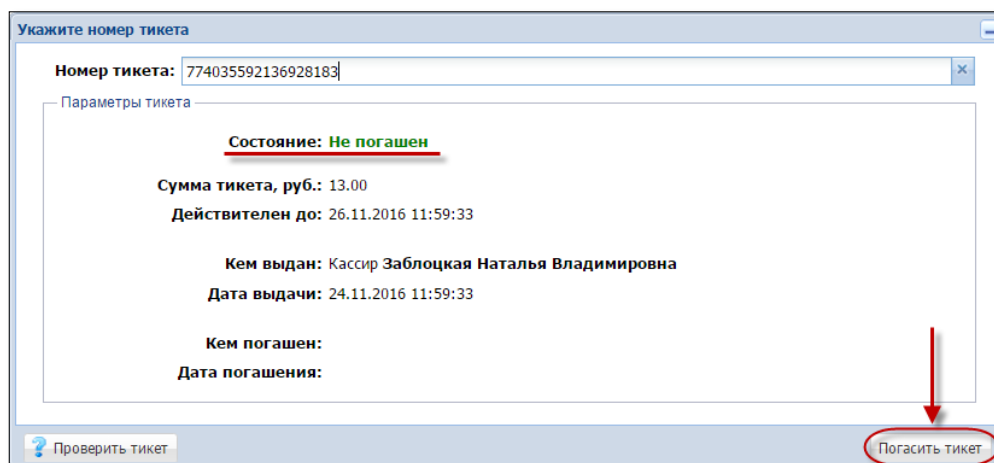 Укажите номер тикета
Номер тикета: 774035592136928183
Параметры тикета
Состояние: Не погашен
Сумма тикета, руб.: 13.00
Действителен до: 26.11.2016 11:59:33
Кем выдан: Кассир Заблоцкая Наталья Владимировна
Дата выдачи: 24.11.2016 11:59:33
Кем погашен:
Дата погашения:
Проверить тикет Погасить тикет